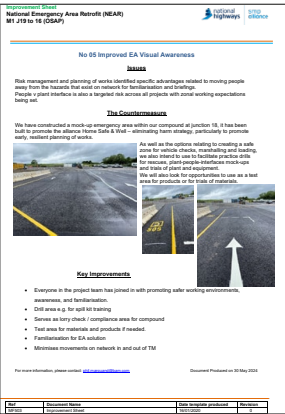 Improvement Sheet
National Emergency Area Retrofit (NEAR)
M1 J19 to 16 (OSAP)
national highways
smp alliance
No 05 Improved EA Visual Awareness
Issues
Risk management and planning of works identified specific advantages related to moving people
away from the hazards that exist on network for familiarisation and briefings.
People v plant interface is also a targeted risk across all projects with zonal working expectations
being set.
The Countermeasure
We have constructed a mock-up-emergency area within our compound at junction 18, it has been
built to promote the alliance Home Safe & Well – eliminating harm strategy, particularly to promote
early, resilient planning of works.
As well as the options relating to creating a safe
zone for vehicle checks, marshalling and loading,
we also intend to use to facilitate practice drills
for rescues, plant-people-interfaces mock-ups
and trials of plant and equipment.
We will also look for opportunities to use as a test
area for products or for trials of materials.
Key Improvements
• Everyone in the project team has joined in with promoting safer working environments,
awareness, and familiarisation.
• Drill area e.g. for spill kit training
• Serves as lorry check / compliance area for compound
• Test area for materials and products if needed.
• Familiarisation for EA solution
• Minimises movements on network in and out of TM
For more information, please contact: Document Produced on 30 May 2024
Ref Document Name Date template produced Revision
MF503 Improvement Sheet 16/01/2020 0